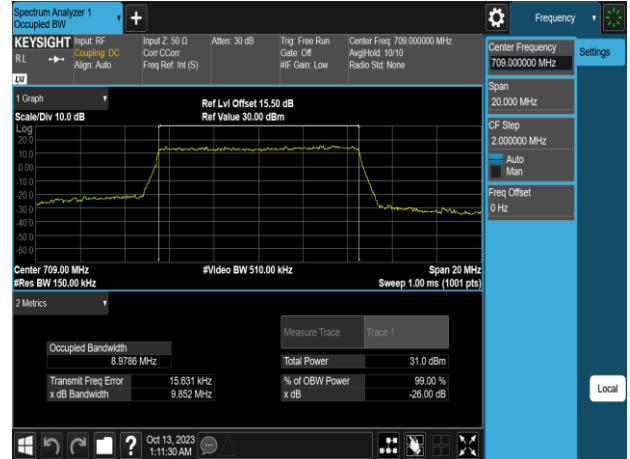 Spectrum Analyzer 1
Occupied BW
+
Frequency
KEYSIGHT Input: RF Input Z: 50 Ω Atten: 30 dB Trig: Free Run Center Freq: 709.000000 MHz
RL Coupling: DC Corr CCorr Gate: Off Avg|Hold: 10/10
Align: Auto Freq Ref: Int (S) #IF Gain: Low Radio Std: None
LXI
Center Frequency
709.000000 MHz
Settings
Span
20.000 MHz
CF Step
2.000000 MHz
Auto
Man
Freq Offset
0 Hz
1 Graph
Ref Lvl Offset 15.50 dB
Scale/Div 10.0 dB Ref Value 30.00 dBm
Log
20.0
10.0
0.00
-10.0
-20.0
-30.0
-40.0
-50.0
-60.0
Center 709.00 MHz #Video BW 510.00 kHz Span 20 MHz
#Res BW 150.00 kHz Sweep 1.00 ms (1001 pts)
2 Metrics
Measure Trace Trace 1
Occupied Bandwidth
8.9786 MHz Total Power 31.0 dBm
Transmit Freq Error 15.631 kHz % of OBW Power 99.00 %
x dB Bandwidth 9.852 MHz x dB -26.00 dB
Local
? Oct 13, 2023
1:11:30 AM